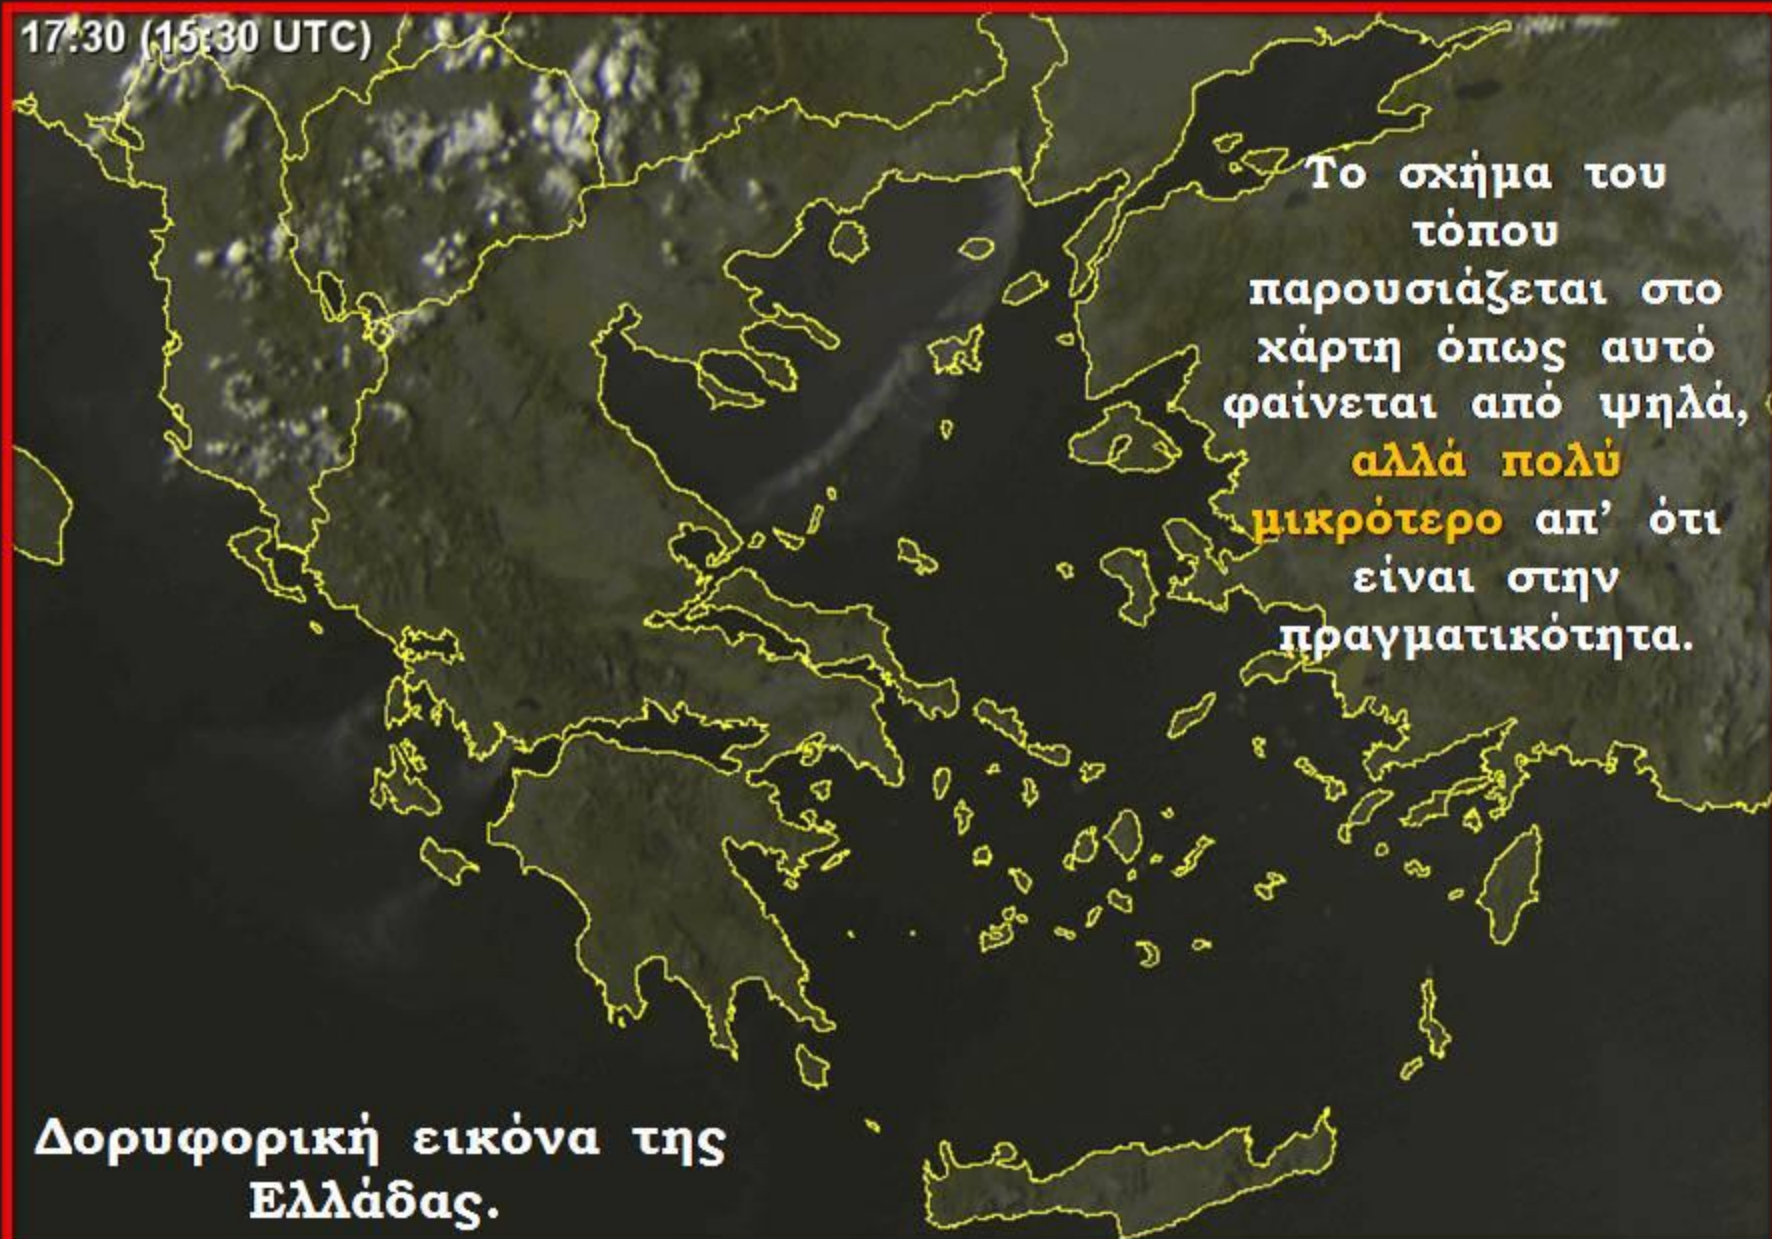 17:30 (15:30 UTC)
Το σχήμα του
τόπου
παρουσιάζεται στο
χάρτη όπως αυτό
φαίνεται από ψηλά,
αλλά πολύ
μικρότερο απ’ ότι
είναι στην
πραγματικότητα.
Δορυφορική εικόνα της
Ελλάδας.